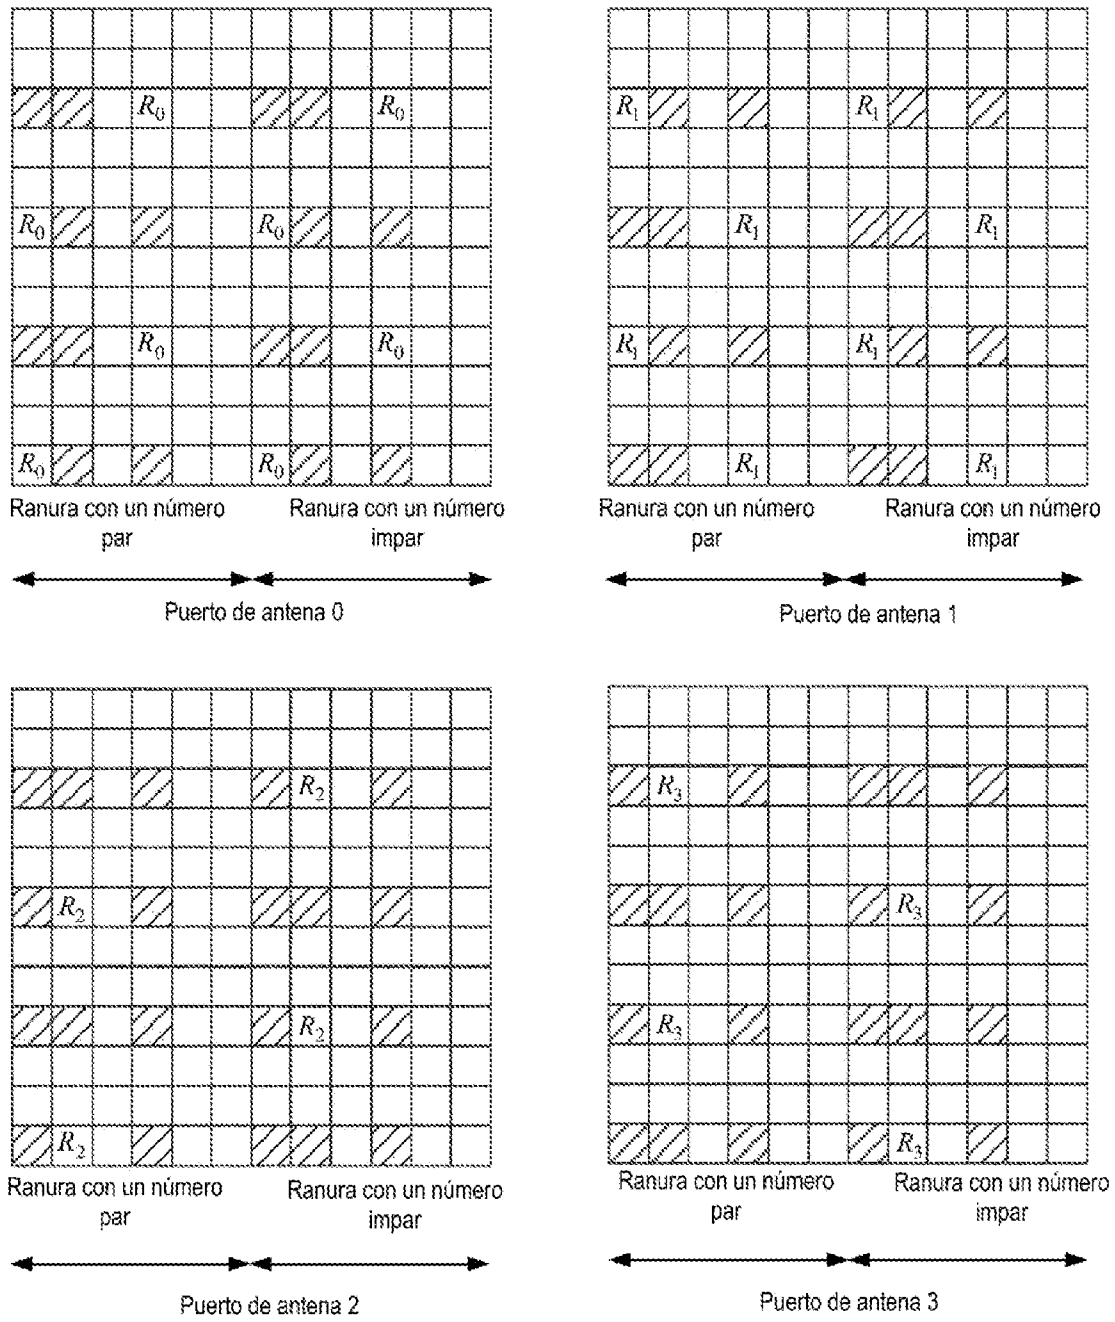 R0 R0
R0 R0
R0 R0
R0 R0
Ranura con un número
par
Ranura con un número
impar
Puerto de antena 0
R1 R1
R1 R1
R1 R1
R1 R1
Ranura con un número
par
Ranura con un número
impar
Puerto de antena 1
R2
R2
R2
R2
Ranura con un número
par
Ranura con un número
impar
Puerto de antena 2
R3
R3
R3
R3
Ranura con un número
par
Ranura con un número
impar
Puerto de antena 3